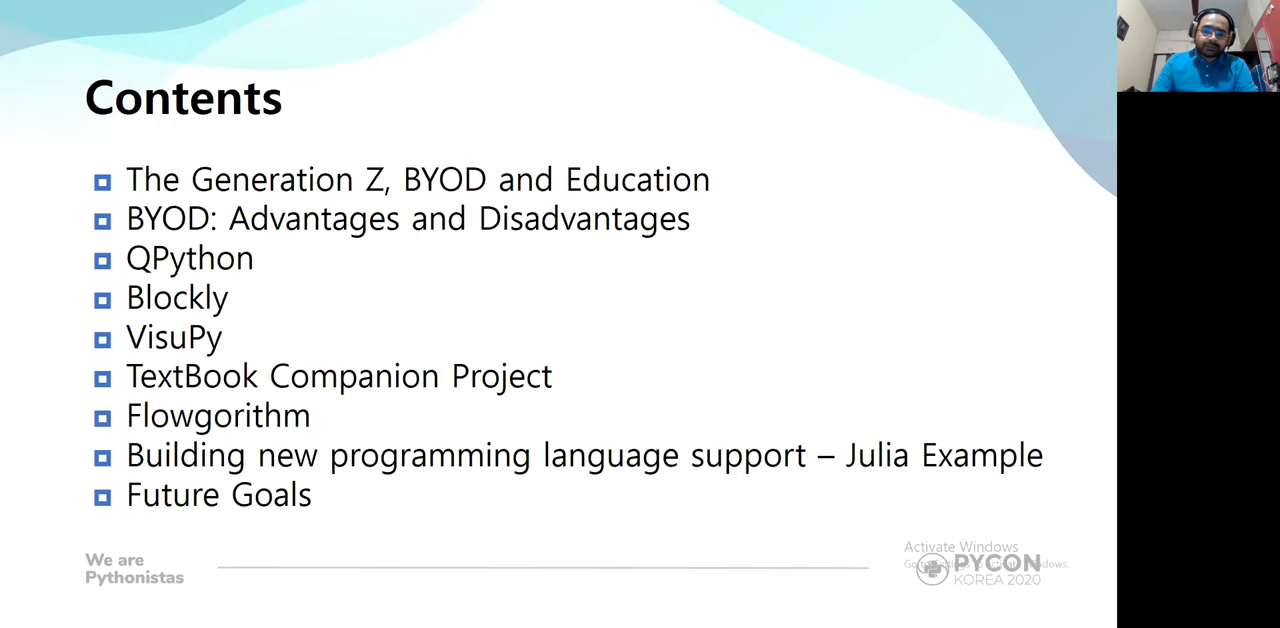 Contents
The Generation Z, BYOD and Education
BYOD: Advantages and Disadvantages
QPython
Blockly
VisuPy
TextBook Companion Project
Flowgorithm
Building new programming language support – Julia Example
Future Goals
We are
Pythonistas
Activate Windows
PYCON
KOREA 2020